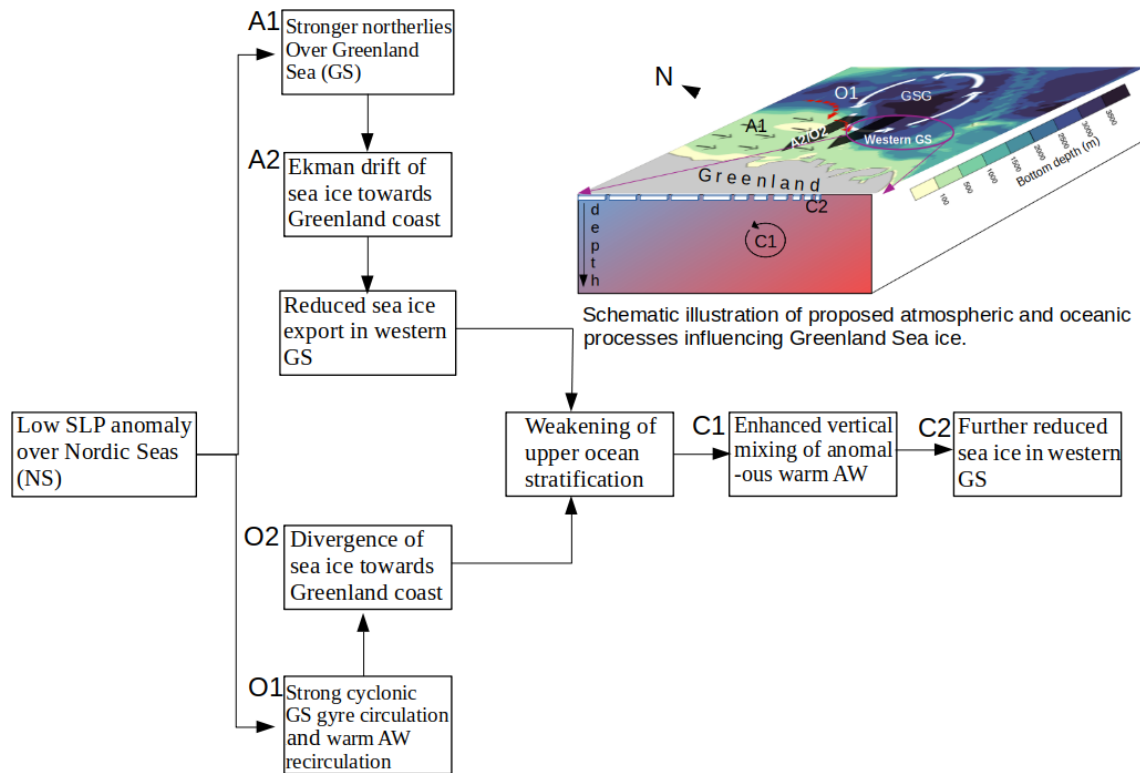 A1
Stronger northerlies
Over Greenland
Sea (GS)
A2
Ekman drift of
sea ice towards
Greenland coast
Reduced sea ice
export in western
GS
Low SLP anomaly
over Nordic Seas
(NS)
O2
Divergence of
sea ice towards
Greenland coast
O1
Strong cyclonic
GS gyre circulation
and warm AW
recirculation
Weakening of
upper ocean
stratification
C1
Enhanced vertical
mixing of anomal
-ous warm AW
C2
Further reduced
sea ice in western
GS
N
O1
GSG
A1
A2/O2
Western GS
Greenland
C2
depth
C1
100
500
1000
1500
2000
2500
3000
3500
Bottom depth (m)
Schematic illustration of proposed atmospheric and oceanic
processes influencing Greenland Sea ice.